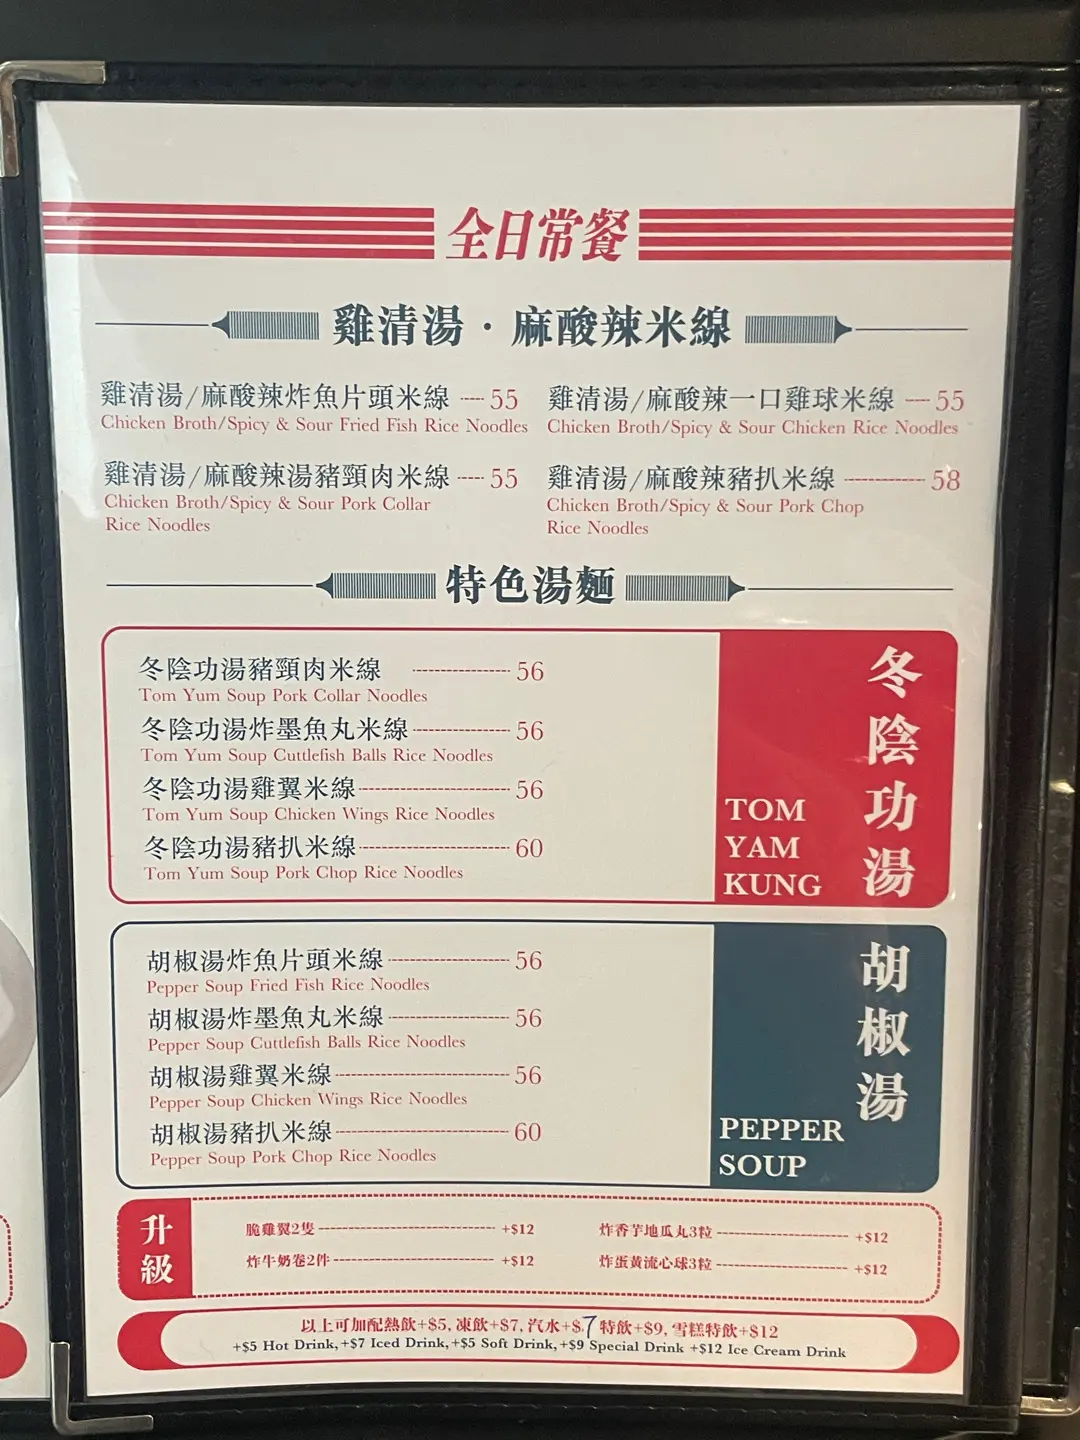 全日常餐
雞清湯·麻酸辣米線
雞清湯/麻酸辣炸魚片頭米線 55
Chicken Broth/Spicy & Sour Fried Fish Rice Noodles
雞清湯/麻酸辣一口雞球米線 55
Chicken Broth/Spicy & Sour Chicken Rice Noodles
雞清湯/麻酸辣湯豬頸肉米線 55
Chicken Broth/Spicy & Sour Pork Collar
Rice Noodles
雞清湯/麻酸辣豬扒米線 58
Chicken Broth/Spicy & Sour Pork Chop
Rice Noodles
特色湯麵
冬陰功湯豬頸肉米線 56
Tom Yum Soup Pork Collar Noodles
冬陰功湯炸墨魚丸米線 56
Tom Yum Soup Cuttlefish Balls Rice Noodles
冬陰功湯雞翼米線 56
Tom Yum Soup Chicken Wings Rice Noodles
冬陰功湯豬扒米線 60
Tom Yum Soup Pork Chop Rice Noodles
冬陰功湯
TOM
YAM
KUNG
胡椒湯炸魚片頭米線 56
Pepper Soup Fried Fish Rice Noodles
胡椒湯炸墨魚丸米線 56
Pepper Soup Cuttlefish Balls Rice Noodles
胡椒湯雞翼米線 56
Pepper Soup Chicken Wings Rice Noodles
胡椒湯豬扒米線 60
Pepper Soup Pork Chop Rice Noodles
胡椒湯
PEPPER
SOUP
升級
脆雞翼2隻 +$12
炸香芋地瓜丸3粒 +$12
炸牛奶卷2件 +$12
炸蛋黃流心球3粒 +$12
以上可加配熱飲+$5, 凍飲+$7, 汽水+$7 特飲+$9, 雪糕特飲+$12
+$5 Hot Drink,+$7 Iced Drink,+$5 Soft Drink,+$9 Special Drink +$12 Ice Cream Drink